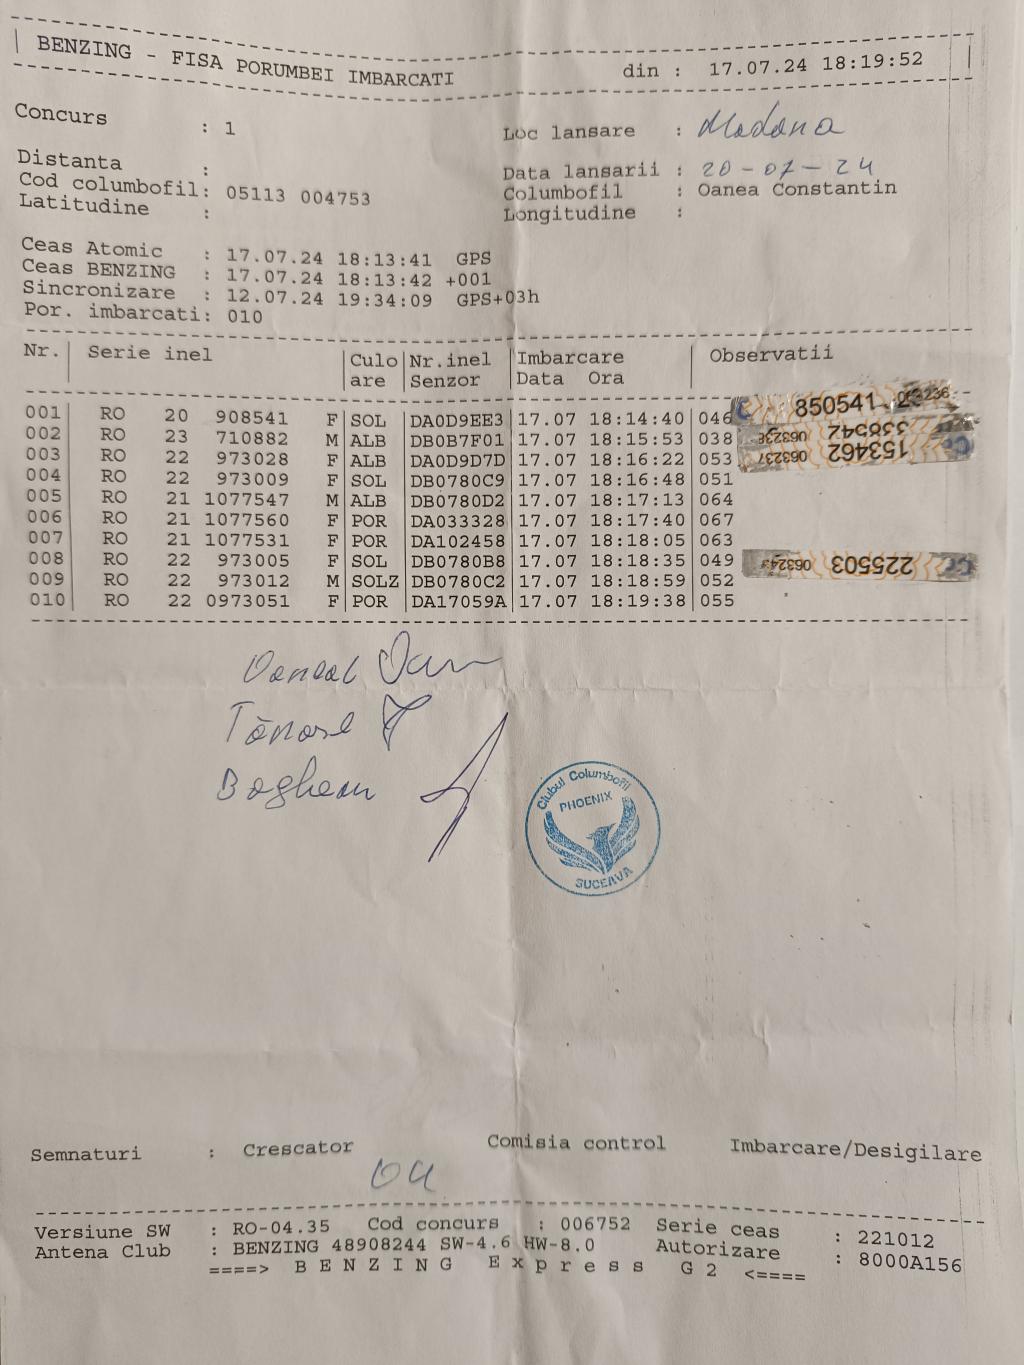 BENZING - FISA PORUMBEI IMBARCATI din : 17.07.24 18:19:52
Concurs : 1 Loc lansare : Madona
Distanta : Data lansarii : 20-07-24
Cod columbofil: 05113 004753 Columbofil : Oanea Constantin
Latitudine : Longitudine :
Ceas Atomic : 17.07.24 18:13:41 GPS
Ceas BENZING : 17.07.24 18:13:42 +001
Sincronizare : 12.07.24 19:34:09 GPS+03h
Por. imbarcati: 010
Nr. Serie inel Culo Nr.inel Imbarcare Observatii
are Senzor Data Ora
001 RO 20 908541 F SOL DA0D9EE3 17.07 18:14:40 046 850541
002 RO 23 710882 M ALB DB0B7F01 17.07 18:15:53 038 338342 063238
003 RO 22 973028 F ALB DA0D9D7D 17.07 18:16:22 053 153462 063237
004 RO 22 973009 F SOL DB0780C9 17.07 18:16:48 051
005 RO 21 1077547 M ALB DB0780D2 17.07 18:17:13 064
006 RO 21 1077560 F POR DA033328 17.07 18:17:40 067
007 RO 21 1077531 F POR DA102458 17.07 18:18:05 063
008 RO 22 973005 F SOL DB0780B8 17.07 18:18:35 049 225503 063243
009 RO 22 973012 M SOLZ DB0780C2 17.07 18:18:59 052
010 RO 22 0973051 F POR DA17059A 17.07 18:19:38 055
Tănase
Boghean
Clubul Columbofil
PHOENIX
SUCEAVA
Semnaturi : Crescator Comisia control Imbarcare/Desigilare
Versiune SW : RO-04.35 Cod concurs : 006752 Serie ceas : 221012
Antena Club : BENZING 48908244 SW-4.6 HW-8.0 Autorizare : 8000A156
====> B E N Z I N G E x p r e s s G 2 <====